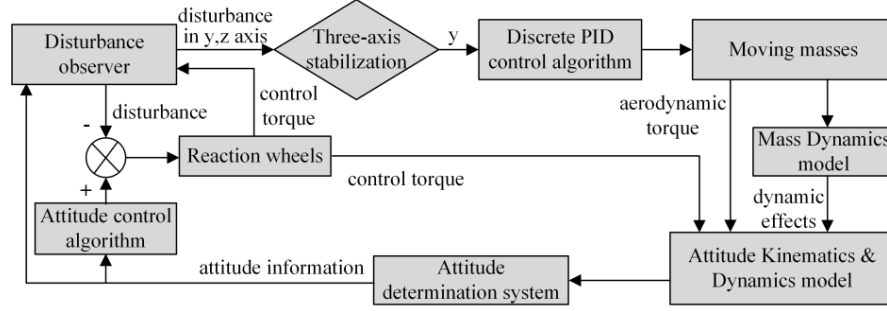 Disturbance
observer
disturbance
in y,z axis
Three-axis
stabilization
y
Discrete PID
control algorithm
Moving masses
disturbance
control
torque
aerodynamic
torque
-
+
Reaction wheels
control torque
Mass Dynamics
model
dynamic
effects
Attitude control
algorithm
attitude information
Attitude
determination system
Attitude Kinematics &
Dynamics model